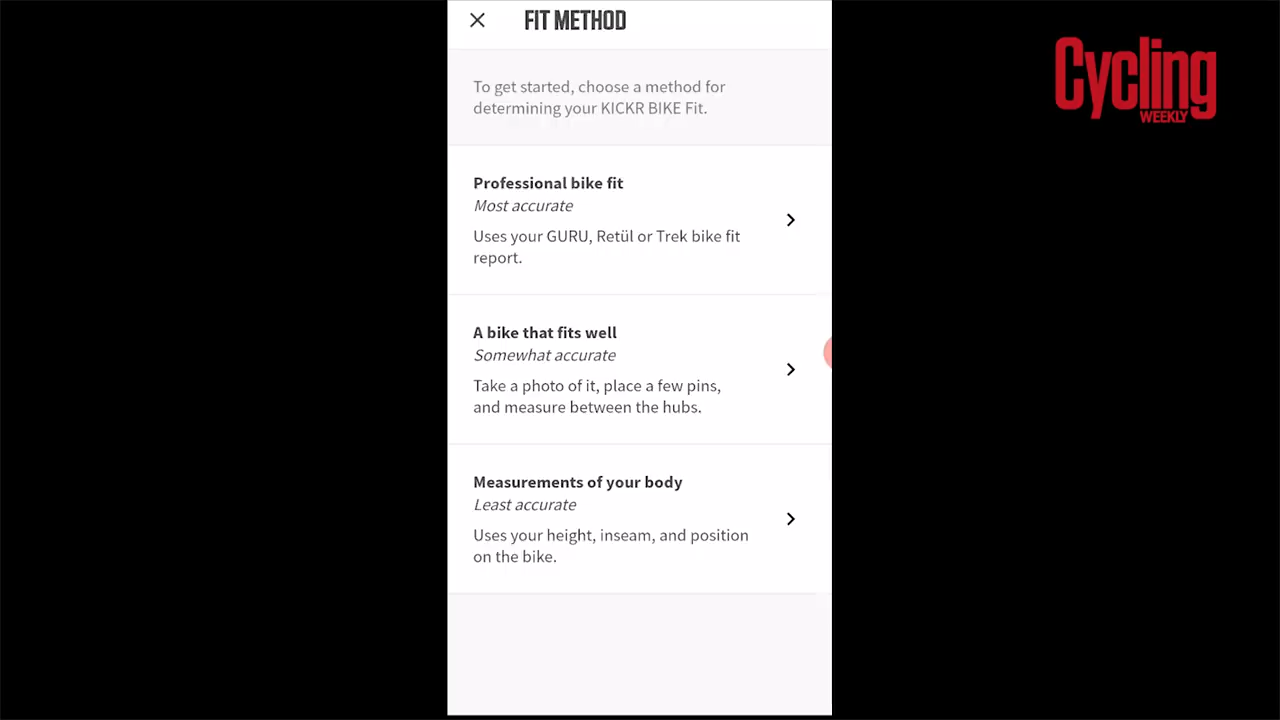 FIT METHOD
To get started, choose a method for
determining your KICKR BIKE Fit.
Professional bike fit
Most accurate
Uses your GURU, Retül or Trek bike fit
report.
A bike that fits well
Somewhat accurate
Take a photo of it, place a few pins,
and measure between the hubs.
Measurements of your body
Least accurate
Uses your height, inseam, and position
on the bike.
Cycling
WEEKLY